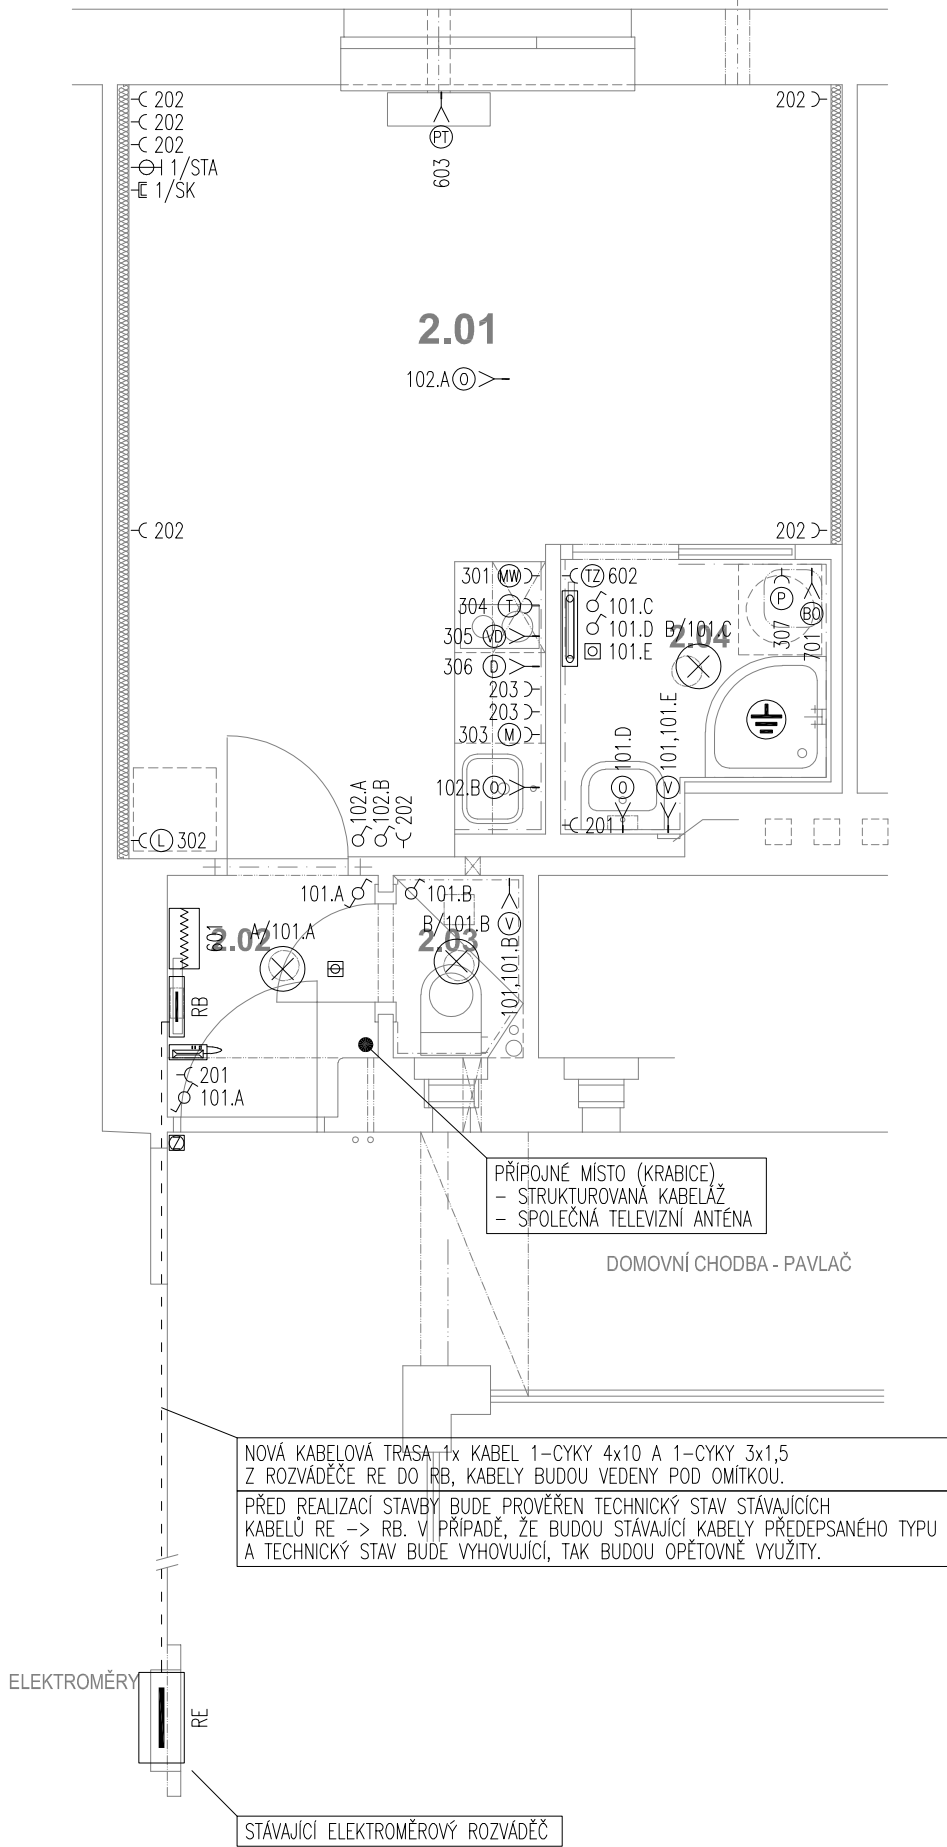 202
202
202
202
1/STA
1/SK
PT
603
2.01
102.A O
202
202
301 MW
TZ 602
304 T
101.C
305 VD
101.D B/101.C
2.04
306 D
101.E
P
307
BO
701
203
203
303 M
101.D
101,101.E
102.B O
O
V
102.A
102.B
202
201
L 302
101.A
101.B
A/101.A
B/101.B
V
101,101.B
601
2.02
2.03
RB
201
101.A
PŘÍPOJNÉ MÍSTO (KRABICE)
– STRUKTUROVANÁ KABELÁŽ
– SPOLEČNÁ TELEVIZNÍ ANTÉNA
DOMOVNÍ CHODBA - PAVLAČ
NOVÁ KABELOVÁ TRASA 1x KABEL 1–CYKY 4x10 A 1–CYKY 3x1,5
Z ROZVÁDĚČE RE DO RB, KABELY BUDOU VEDENY POD OMÍTKOU.
PŘED REALIZACÍ STAVBY BUDE PROVĚŘEN TECHNICKÝ STAV STÁVAJÍCÍCH
KABELŮ RE –> RB. V PŘÍPADĚ, ŽE BUDOU STÁVAJÍCÍ KABELY PŘEDEPSANÉHO TYPU
A TECHNICKÝ STAV BUDE VYHOVUJÍCÍ, TAK BUDOU OPĚTOVNĚ VYUŽITY.
ELEKTROMĚRY
RE
STÁVAJÍCÍ ELEKTROMĚROVÝ ROZVÁDĚČ